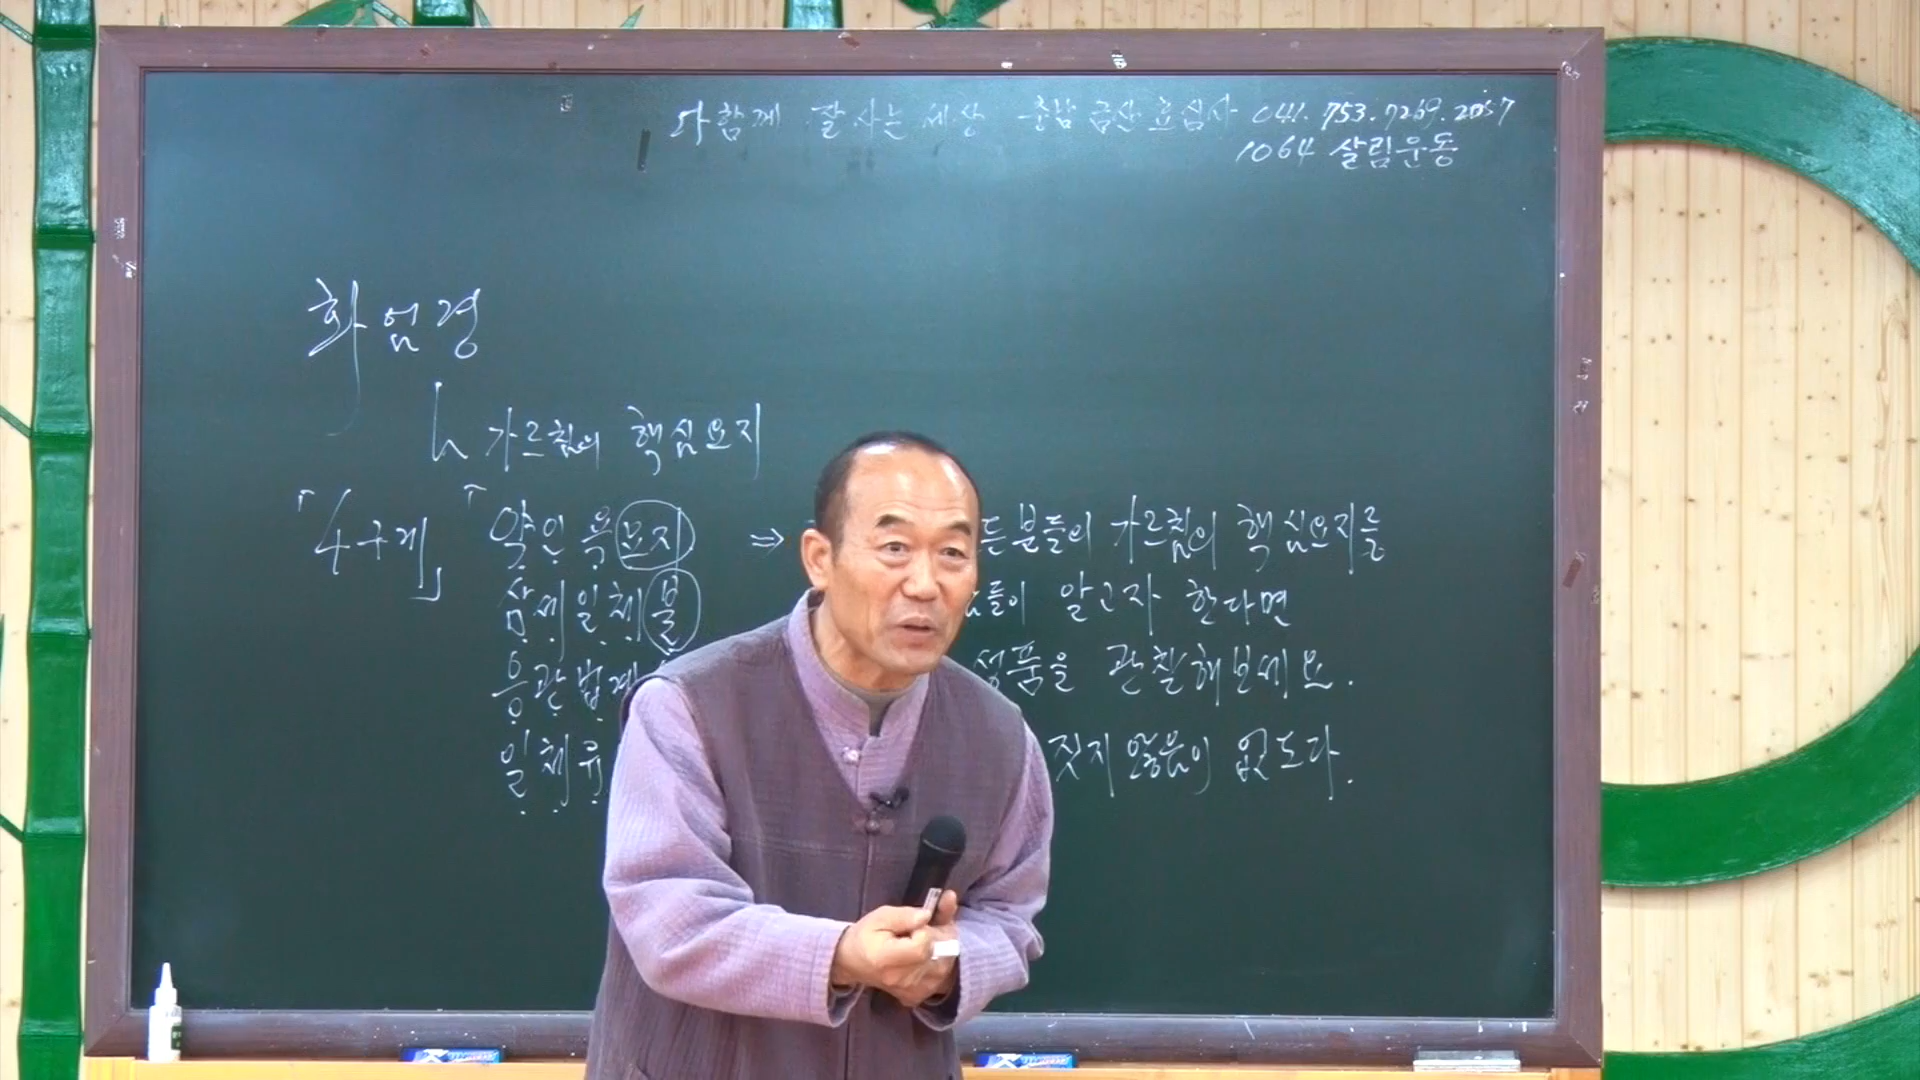 다함께 잘사는 세상 충남 금산 효심사 041.753.7269.2057
1064 살림운동
화엄경
가르침의 핵심요지
「4구게」 「약인욕요지 ⇒ 든분들의 가르침의 핵심요지를
삼세일체불 들이 알고자 한다면
응관법계 성품을 관찰해보세요.
일체유 짓지 않음이 없도다.